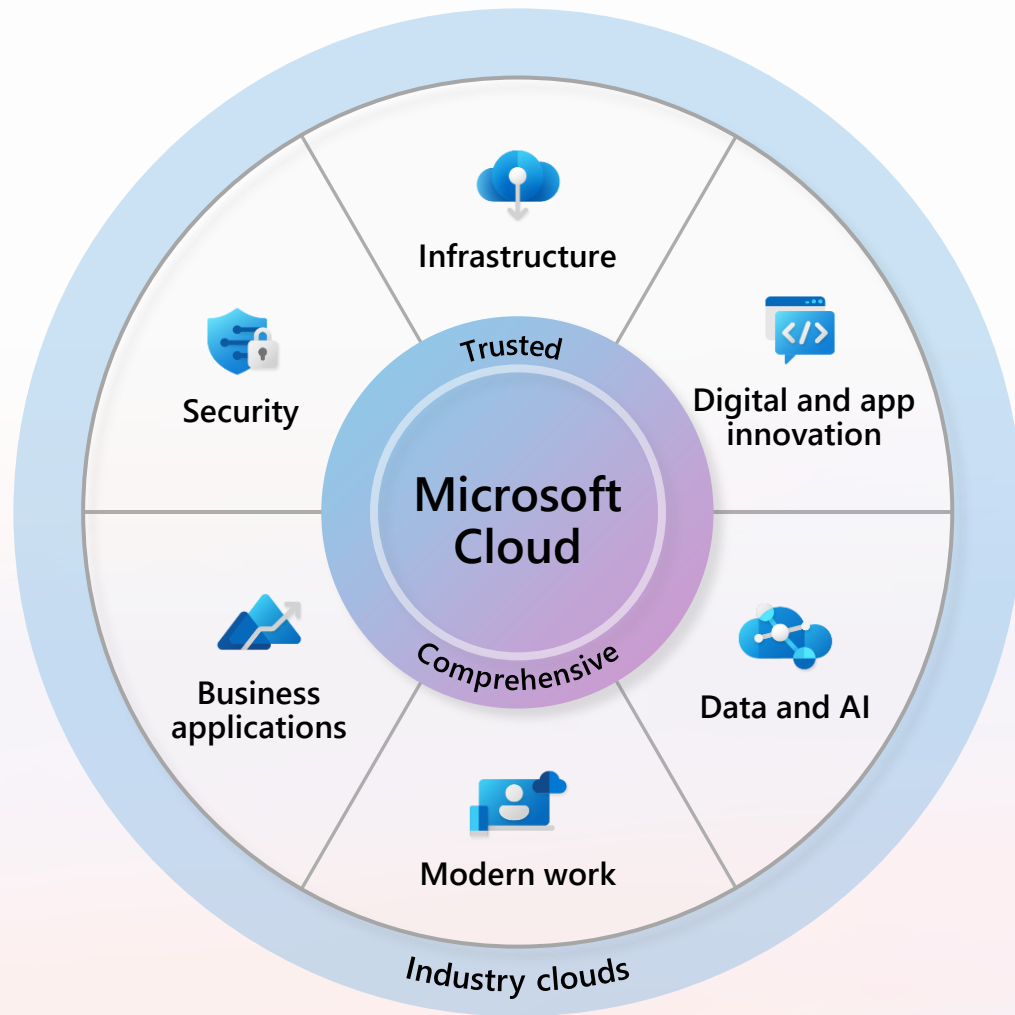 Infrastructure
Digital and app
innovation
Data and AI
Modern work
Business
applications
Security
Trusted
Microsoft
Cloud
Comprehensive
Industry clouds